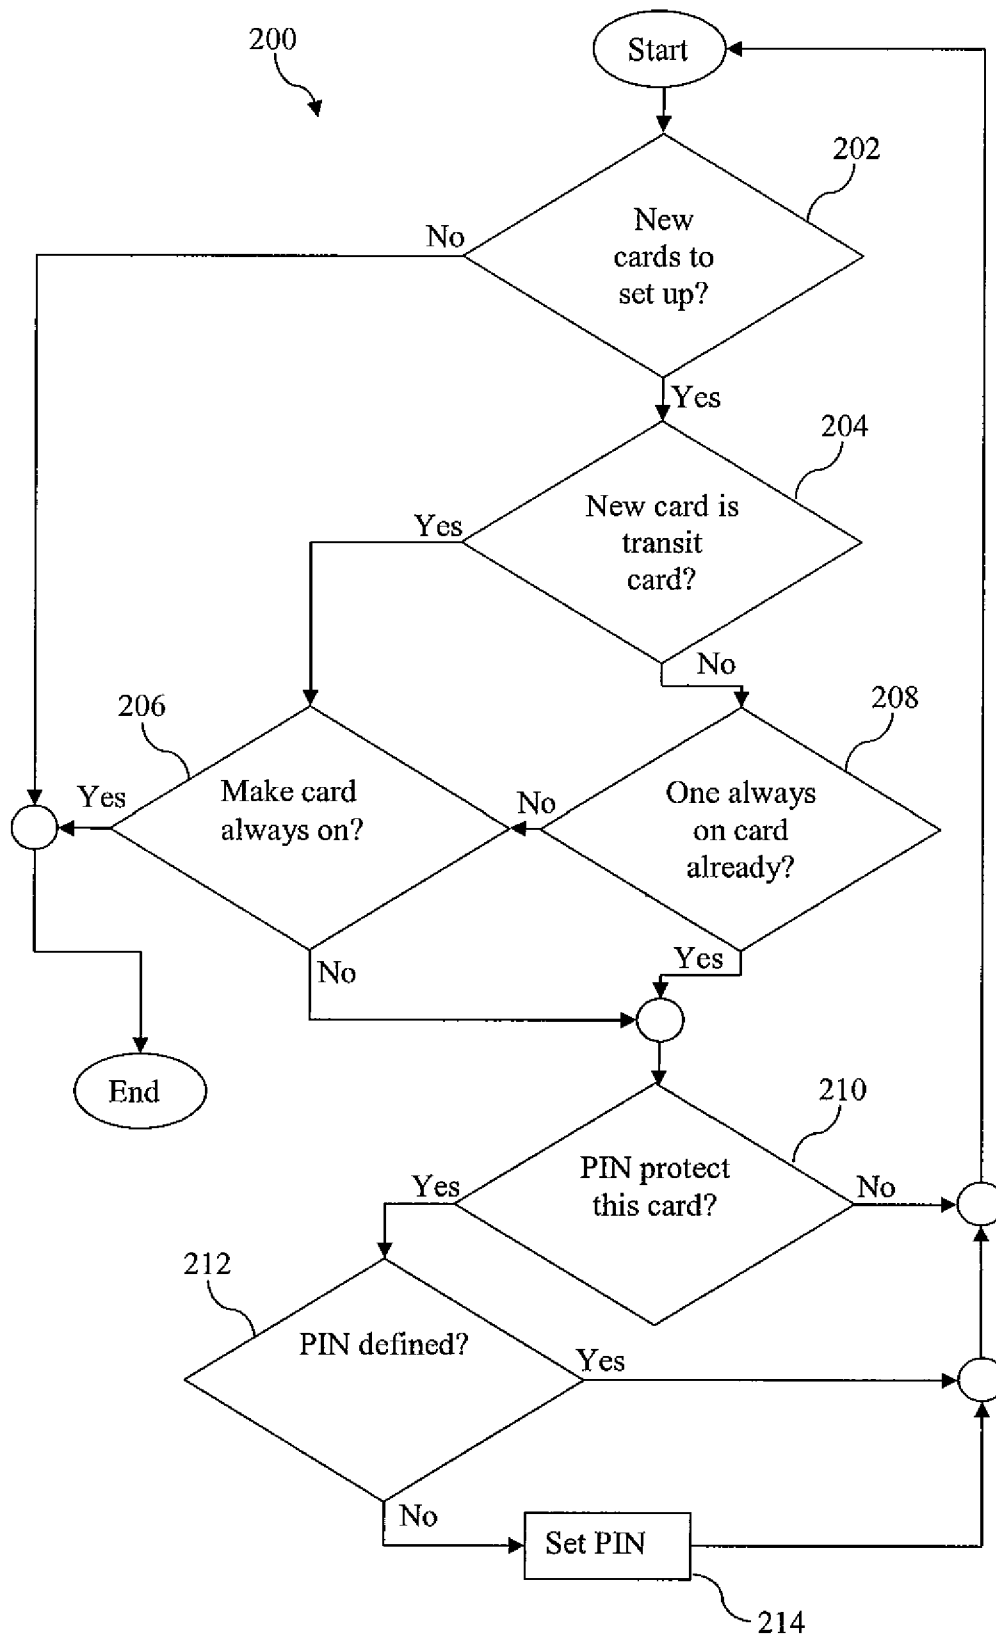 200
Start
202
New
cards to
set up?
No
Yes
204
New card is
transit
card?
Yes
No
206
208
Make card
always on?
Yes
No
One always
on card
already?
No
Yes
End
210
PIN protect
this card?
Yes
No
212
PIN defined?
Yes
No
Set PIN
214